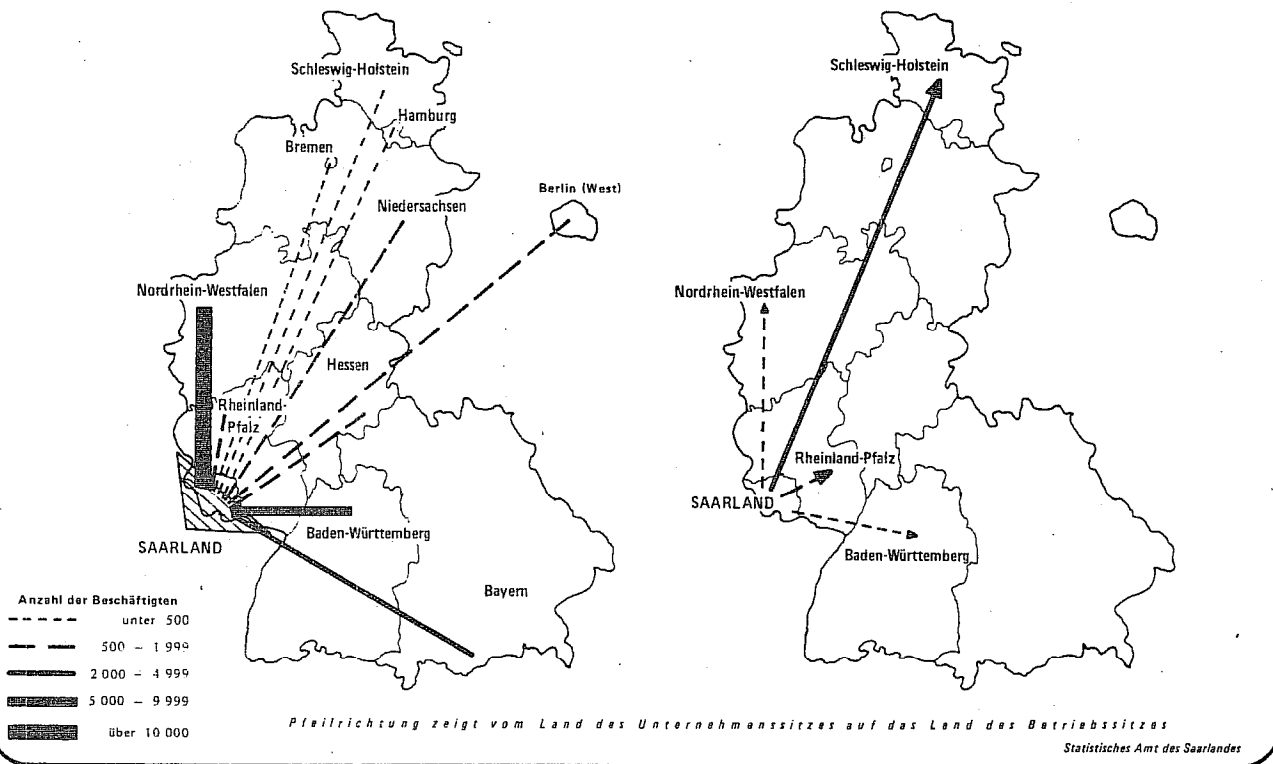 Schleswig-Holstein
Hamburg
Bremen
Niedersachsen
Berlin (West)
Nordrhein-Westfalen
Hessen
Rheinland-
Pfalz
Baden-Württemberg
SAARLAND
Bayern
Anzahl der Beschäftigten
unter 500
500 – 1 999
2 000 – 4 999
5 000 – 9 999
über 10 000
Schleswig-Holstein
Nordrhein-Westfalen
Rheinland-Pfalz
SAARLAND
Baden-Württemberg
Pfeilrichtung zeigt vom Land des Unternehmenssitzes auf das Land des Betriebssitzes
Statistisches Amt des Saarlandes